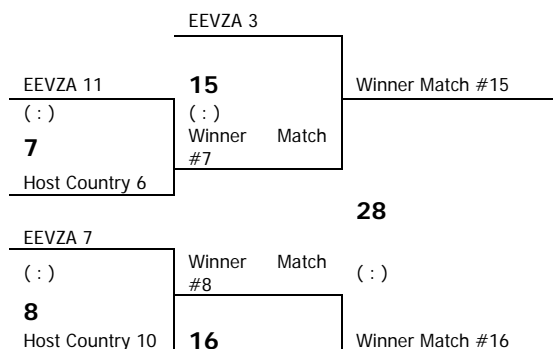 EEVZA 3
EEVZA 11
15
Winner Match #15
( : )
( : )
7
Winner Match
#7
Host Country 6
28
EEVZA 7
( : )
Winner Match
#8
( : )
8
Host Country 10
16
Winner Match #16